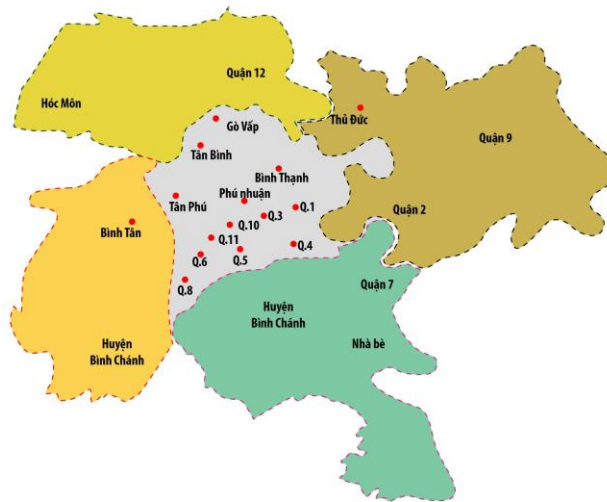 Quận 12
Hóc Môn
Gò Vấp
Thủ Đức
Quận 9
Tân Bình
Bình Thạnh
Tân Phú
Phú nhuận
Q.1
Q.3
Quận 2
Bình Tân
Q.10
Q.11
Q.4
Q.6
Q.5
Q.8
Quận 7
Huyện
Bình Chánh
Nhà bè
Huyện
Bình Chánh